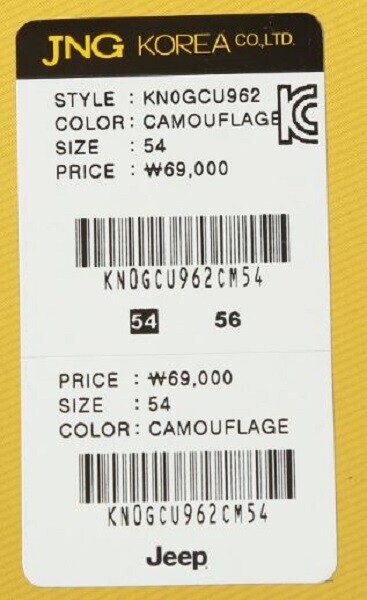 JNG KOREA CO.,LTD.
STYLE : KN0GCU962
COLOR : CAMOUFLAGE
SIZE : 54
PRICE : ₩69,000
KN0GCU962CM54
54 56
PRICE : ₩69,000
SIZE : 54
COLOR : CAMOUFLAGE
KN0GCU962CM54
Jeep